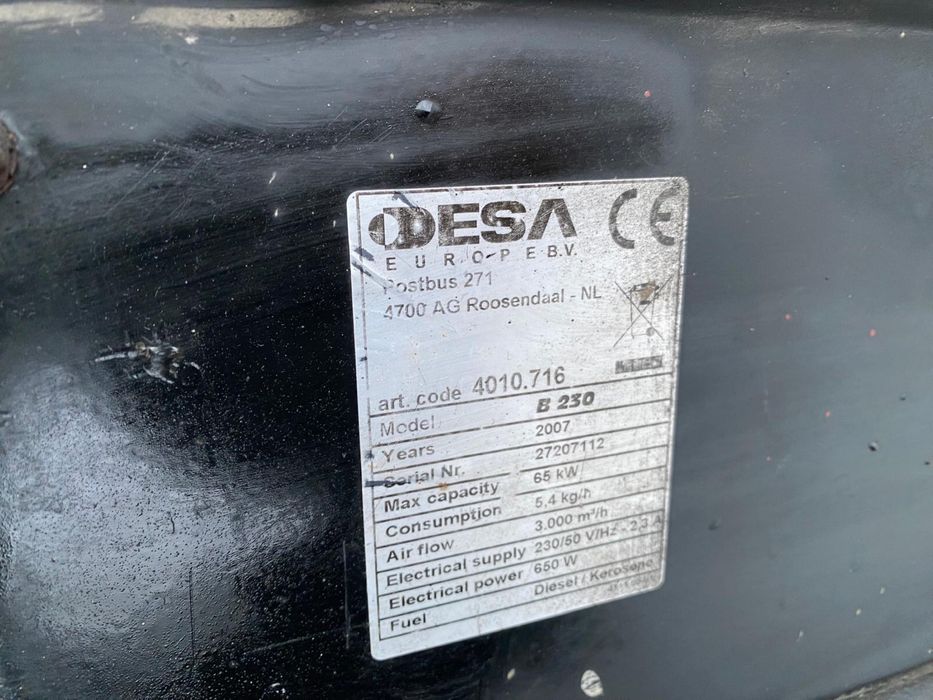 DESA CE
EUROPE B.V.
Postbus 271
4700 AG Roosendaal - NL
art. code 4010.716
Model B 230
Years 2007
Serial Nr. 27207112
Max capacity 65 kW
Consumption 5,4 kg/h
Air flow 3.000 m³/h
Electrical supply 230/50 V/Hz - 2,3 A
Electrical power 650 W
Fuel Diesel / Kerosene